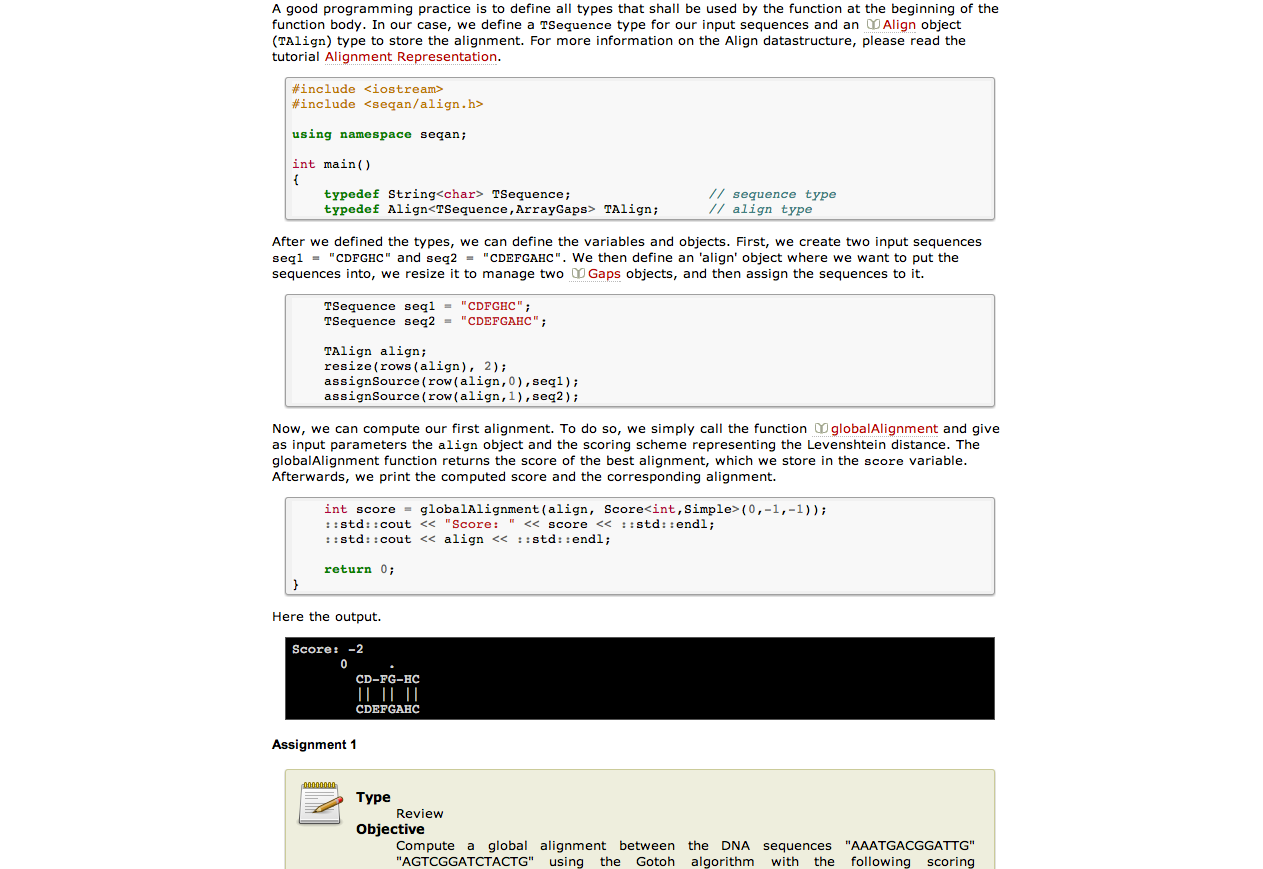 A good programming practice is to define all types that shall be used by the function at the beginning of the
function body. In our case, we define a TSequence type for our input sequences and an Align object
(TAlign) type to store the alignment. For more information on the Align datastructure, please read the
tutorial Alignment Representation.
#include <iostream>
#include <seqan/align.h>
using namespace seqan;
int main()
{
typedef String<char> TSequence; // sequence type
typedef Align<TSequence,ArrayGaps> TAlign; // align type
After we defined the types, we can define the variables and objects. First, we create two input sequences
seq1 = "CDFGHC" and seq2 = "CDEFGAHC". We then define an 'align' object where we want to put the
sequences into, we resize it to manage two Gaps objects, and then assign the sequences to it.
TSequence seq1 = "CDFGHC";
TSequence seq2 = "CDEFGAHC";
TAlign align;
resize(rows(align), 2);
assignSource(row(align,0),seq1);
assignSource(row(align,1),seq2);
Now, we can compute our first alignment. To do so, we simply call the function globalAlignment and give
as input parameters the align object and the scoring scheme representing the Levenshtein distance. The
globalAlignment function returns the score of the best alignment, which we store in the score variable.
Afterwards, we print the computed score and the corresponding alignment.
int score = globalAlignment(align, Score<int,Simple>(0,-1,-1));
::std::cout << "Score: " << score << ::std::endl;
::std::cout << align << ::std::endl;
return 0;
}
Here the output.
Score: -2
0 .
CD-FG-HC
|| || ||
CDEFGAHC
Assignment 1
Type
Review
Objective
Compute a global alignment between the DNA sequences "AAATGACGGATTG"
"AGTCGGATCTACTG" using the Gotoh algorithm with the following scoring